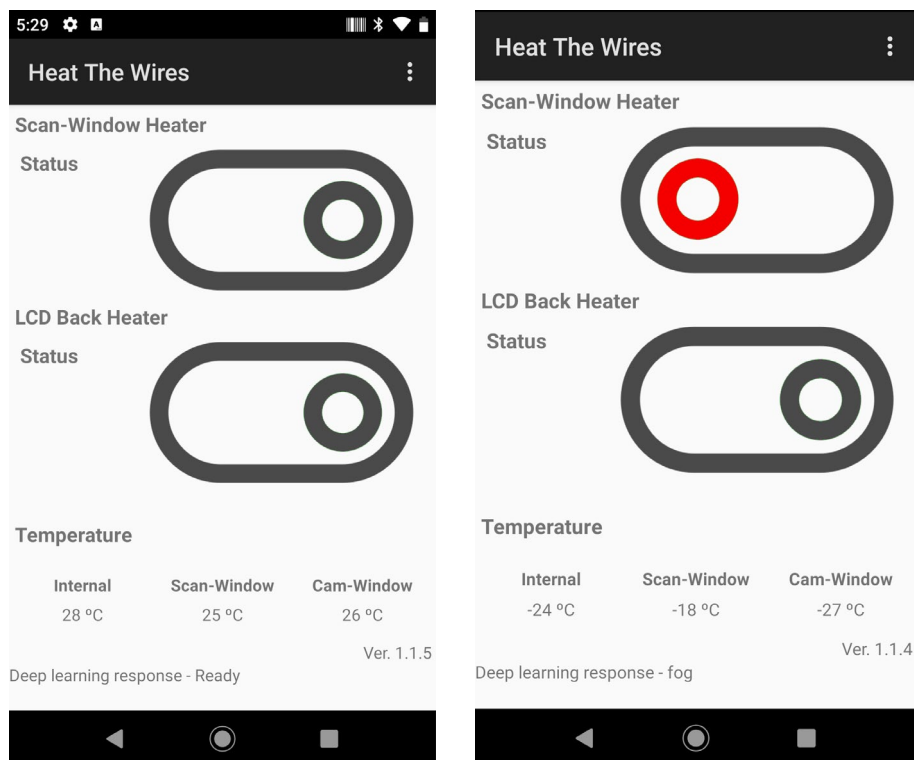 5:29
A
Heat The Wires
Scan-Window Heater
Status
LCD Back Heater
Status
Temperature
Internal Scan-Window Cam-Window
28 ºC 25 ºC 26 ºC
Ver. 1.1.5
Deep learning response - Ready
Heat The Wires
Scan-Window Heater
Status
LCD Back Heater
Status
Temperature
Internal Scan-Window Cam-Window
-24 ºC -18 ºC -27 ºC
Ver. 1.1.4
Deep learning response - fog